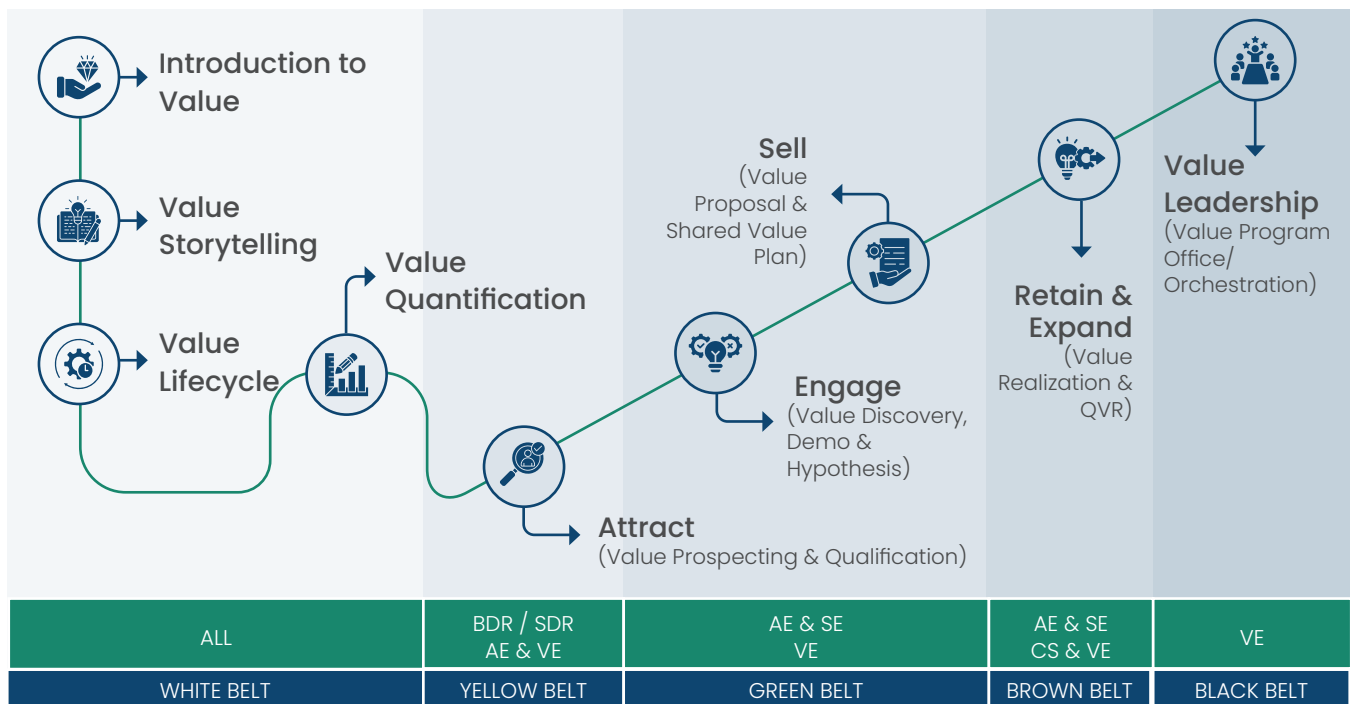 Introduction to
Value
Value
Storytelling
Value
Lifecycle
Value
Quantification
Attract
(Value Prospecting & Qualification)
Engage
(Value Discovery,
Demo &
Hypothesis)
Sell
(Value
Proposal &
Shared Value
Plan)
Retain &
Expand
(Value
Realization &
QVR)
Value
Leadership
(Value Program
Office/
Orchestration)
ALL
BDR / SDR
AE & VE
AE & SE
VE
AE & SE
CS & VE
VE
WHITE BELT
YELLOW BELT
GREEN BELT
BROWN BELT
BLACK BELT